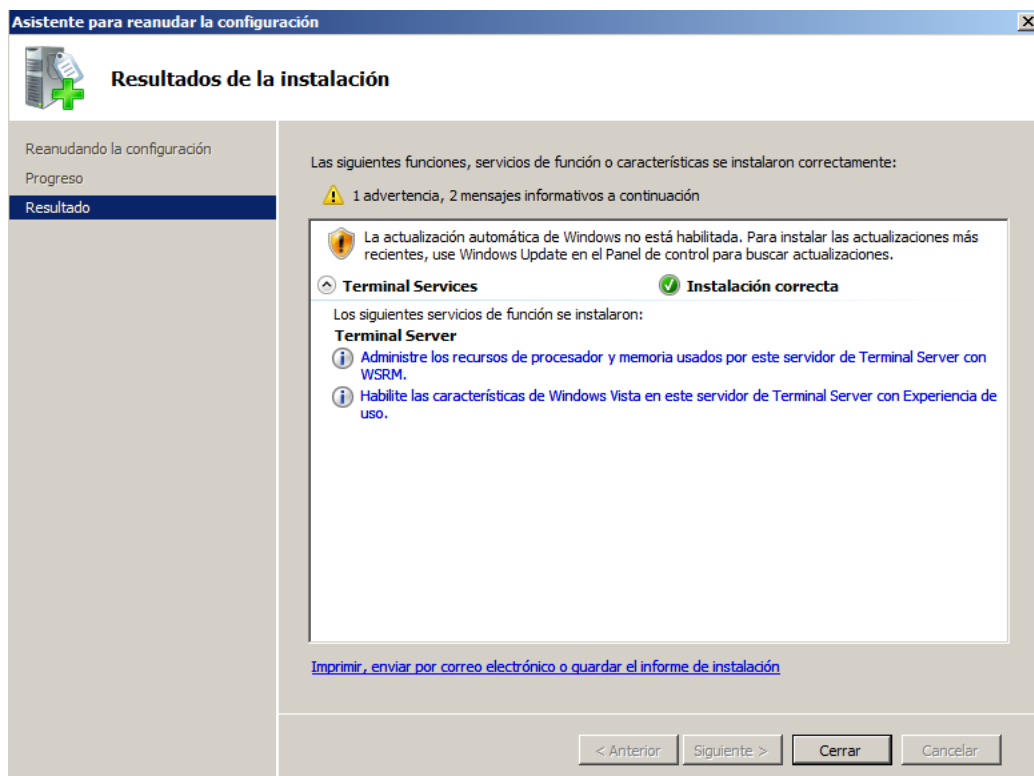 Asistente para reanudar la configuración
Resultados de la instalación
Reanudando la configuración
Progreso
Resultado
Las siguientes funciones, servicios de función o características se instalaron correctamente:
1 advertencia, 2 mensajes informativos a continuación
La actualización automática de Windows no está habilitada. Para instalar las actualizaciones más
recientes, use Windows Update en el Panel de control para buscar actualizaciones.
Terminal Services
Instalación correcta
Los siguientes servicios de función se instalaron:
Terminal Server
Administre los recursos de procesador y memoria usados por este servidor de Terminal Server con
WSRM.
Habilite las características de Windows Vista en este servidor de Terminal Server con Experiencia de
uso.
Imprimir, enviar por correo electrónico o guardar el informe de instalación
< Anterior
Siguiente >
Cerrar
Cancelar